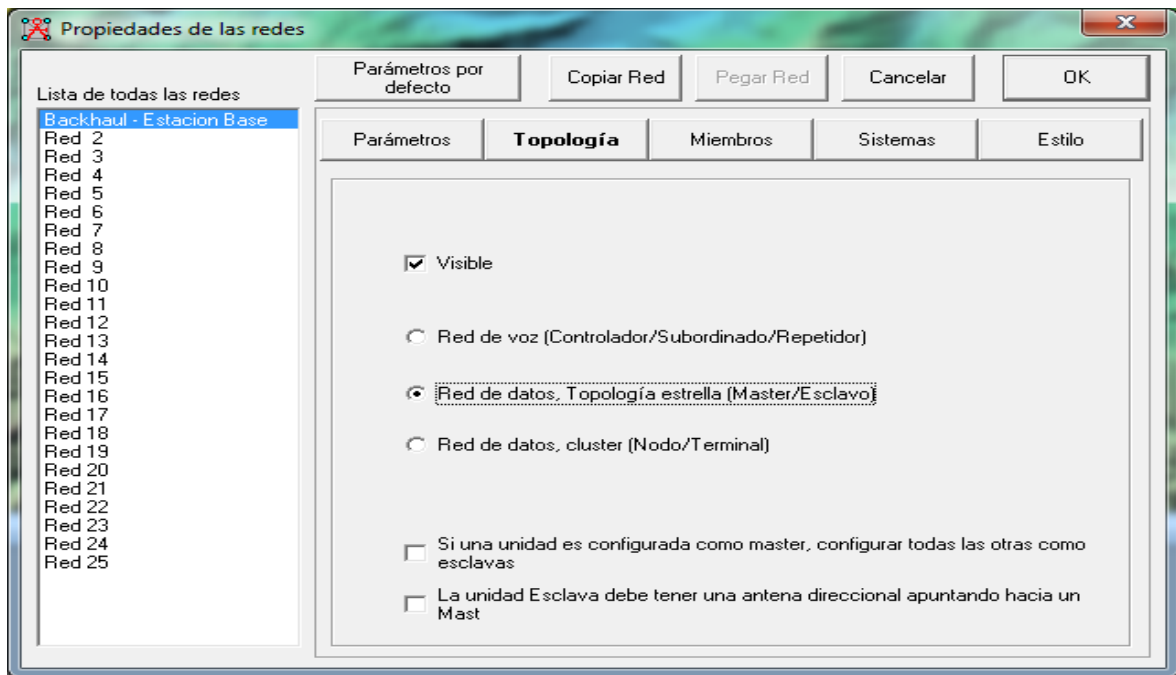 Propiedades de las redes
Lista de todas las redes
Backhaul - Estacion Base
Red 2
Red 3
Red 4
Red 5
Red 6
Red 7
Red 8
Red 9
Red 10
Red 11
Red 12
Red 13
Red 14
Red 15
Red 16
Red 17
Red 18
Red 19
Red 20
Red 21
Red 22
Red 23
Red 24
Red 25
Parámetros por
defecto
Copiar Red
Pegar Red
Cancelar
OK
Parámetros
Topología
Miembros
Sistemas
Estilo
Visible
Red de voz (Controlador/Subordinado/Repetidor)
Red de datos, Topología estrella (Master/Esclavo)
Red de datos, cluster (Nodo/Terminal)
Si una unidad es configurada como master, configurar todas las otras como
esclavas
La unidad Esclava debe tener una antena direccional apuntando hacia un
Mast